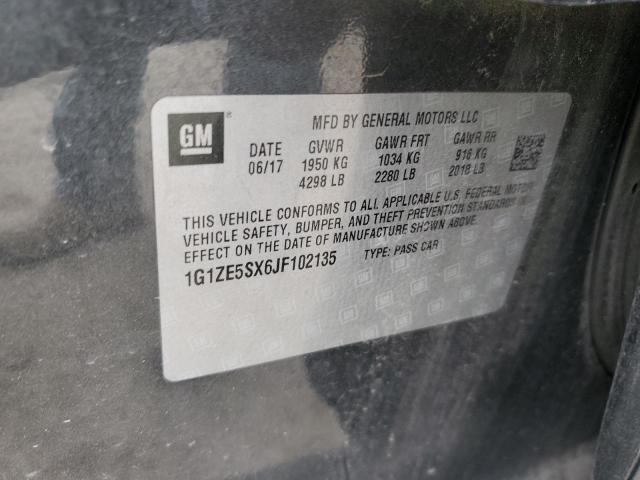 GM
MFD BY GENERAL MOTORS LLC
DATE GVWR GAWR FRT GAWR RR
06/17 1950 KG 1034 KG 916 KG
4298 LB 2280 LB 2018 LB
THIS VEHICLE CONFORMS TO ALL APPLICABLE U.S. FEDERAL MOTOR
VEHICLE SAFETY, BUMPER, AND THEFT PREVENTION STANDARDS IN
EFFECT ON THE DATE OF MANUFACTURE SHOWN ABOVE.
1G1ZE5SX6JF102135 TYPE: PASS CAR